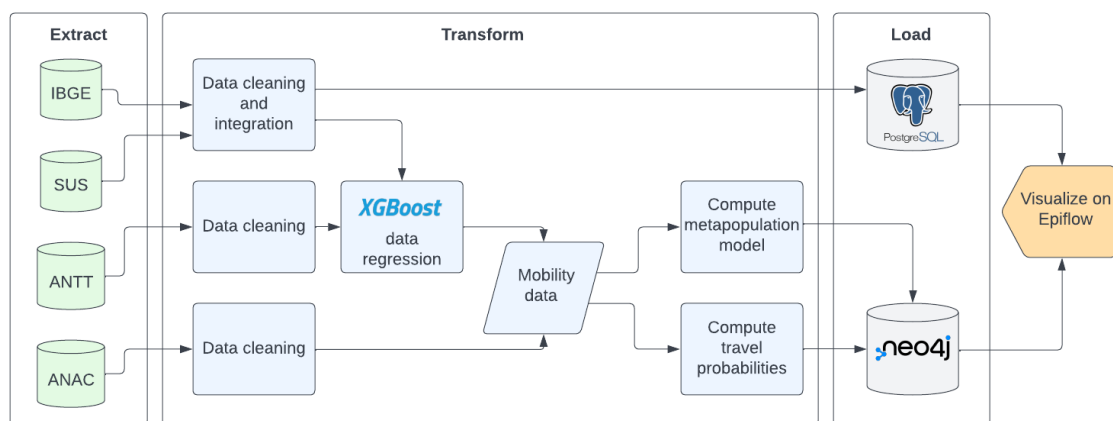 Extract
Transform
Load
IBGE
SUS
ANTT
ANAC
Data cleaning
and
integration
Data cleaning
XGBoost
data
regression
Data cleaning
Mobility
data
Compute
metapopulation
model
Compute
travel
probabilities
PostgreSQL
neo4j
Visualize on
Epiflow